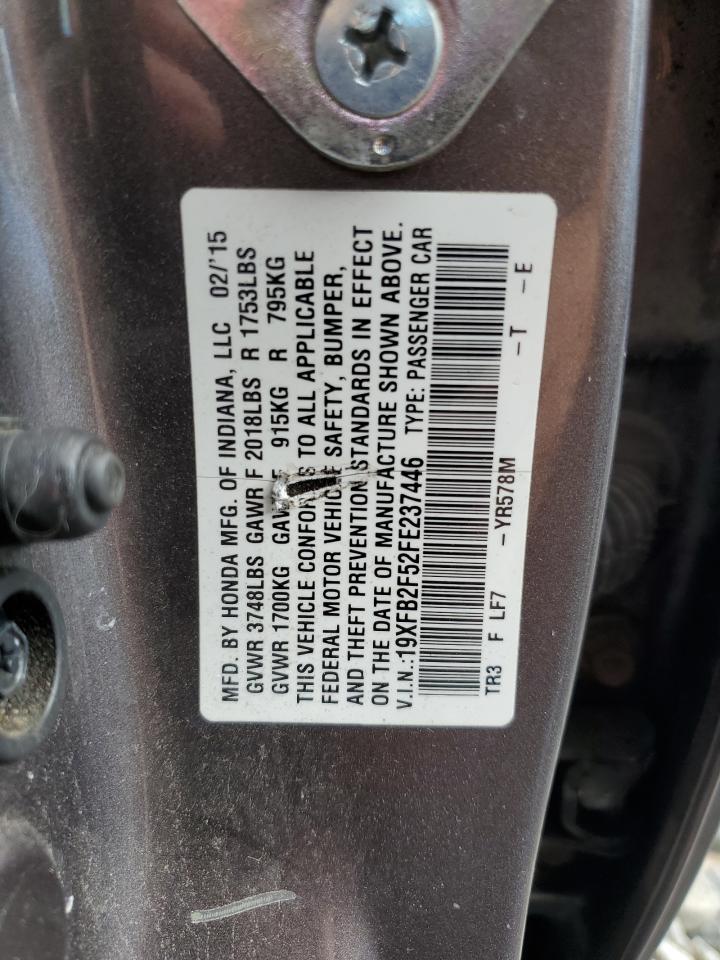 MFD. BY HONDA MFG. OF INDIANA, LLC 02/'15
GVWR 3748LBS GAWR F 2018LBS R 1753LBS
GVWR 1700KG GAWR F 915KG R 795KG
THIS VEHICLE CONFORMS TO ALL APPLICABLE
FEDERAL MOTOR VEHICLE SAFETY, BUMPER,
AND THEFT PREVENTION STANDARDS IN EFFECT
ON THE DATE OF MANUFACTURE SHOWN ABOVE.
V.I.N.:19XFB2F52FE237446 TYPE: PASSENGER CAR
TR3 F LF7 -YR578M -T -E